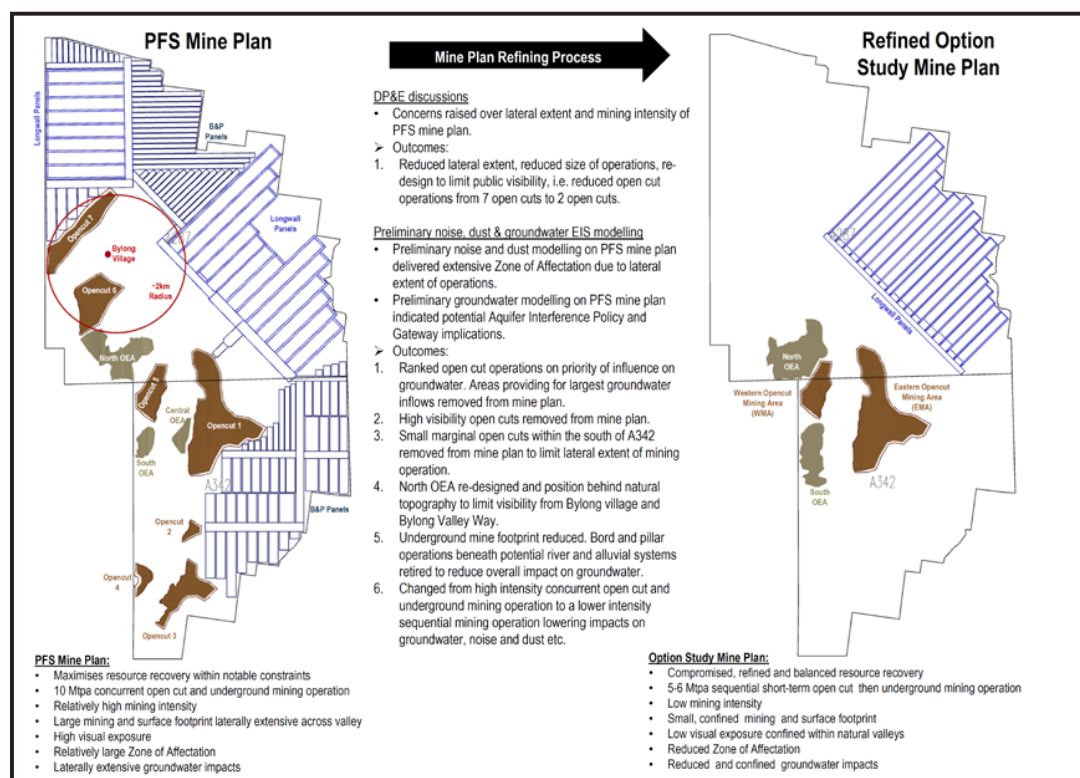 PFS Mine Plan
Longwall Panels
B&P
Panels
Longwall
Panels
Opencut 7
Bylong
Village
~2km
Radius
Opencut 6
North OEA
Opencut 5
Central
OEA
South
OEA
Opencut 1
A342
B&P Panels
Opencut
2
Opencut
4
Opencut 3
PFS Mine Plan:
• Maximises resource recovery within notable constraints
• 10 Mtpa concurrent open cut and underground mining operation
• Relatively high mining intensity
• Large mining and surface footprint laterally extensive across valley
• High visual exposure
• Relatively large Zone of Affectation
• Laterally extensive groundwater impacts
Mine Plan Refining Process
DP&E discussions
• Concerns raised over lateral extent and mining intensity of
PFS mine plan.
➢ Outcomes:
1. Reduced lateral extent, reduced size of operations, re-
design to limit public visibility, i.e. reduced open cut
operations from 7 open cuts to 2 open cuts.
Preliminary noise, dust & groundwater EIS modelling
• Preliminary noise and dust modelling on PFS mine plan
delivered extensive Zone of Affectation due to lateral
extent of operations.
• Preliminary groundwater modelling on PFS mine plan
indicated potential Aquifer Interference Policy and
Gateway implications.
➢ Outcomes:
1. Ranked open cut operations on priority of influence on
groundwater. Areas providing for largest groundwater
inflows removed from mine plan.
2. High visibility open cuts removed from mine plan.
3. Small marginal open cuts within the south of A342
removed from mine plan to limit lateral extent of mining
operation.
4. North OEA re-designed and position behind natural
topography to limit visibility from Bylong village and
Bylong Valley Way.
5. Underground mine footprint reduced. Bord and pillar
operations beneath potential river and alluvial systems
retired to reduce overall impact on groundwater.
6. Changed from high intensity concurrent open cut and
underground mining operation to a lower intensity
sequential mining operation lowering impacts on
groundwater, noise and dust etc.
Refined Option
Study Mine Plan
Longwall Panels
North
OEA
Western Opencut
Mining Area
(WMA)
Eastern Opencut
Mining Area
(EMA)
South
OEA
A342
Option Study Mine Plan:
• Compromised, refined and balanced resource recovery
• 5-6 Mtpa sequential short-term open cut then underground mining operation
• Low mining intensity
• Small, confined mining and surface footprint
• Low visual exposure confined within natural valleys
• Reduced Zone of Affectation
• Reduced and confined groundwater impacts